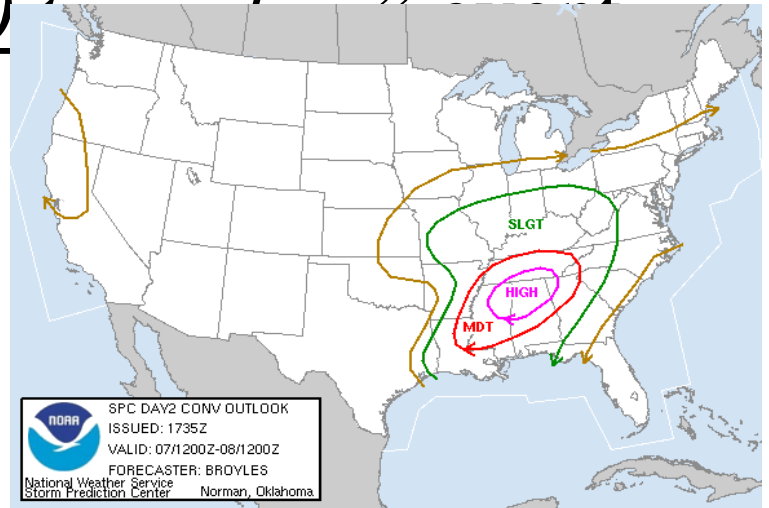 SLGT
HIGH
MDT
NOAA
SPC DAY2 CONV OUTLOOK
ISSUED: 1735Z
VALID: 07/1200Z-08/1200Z
FORECASTER: BROYLES
National Weather Service
Storm Prediction Center Norman, Oklahoma